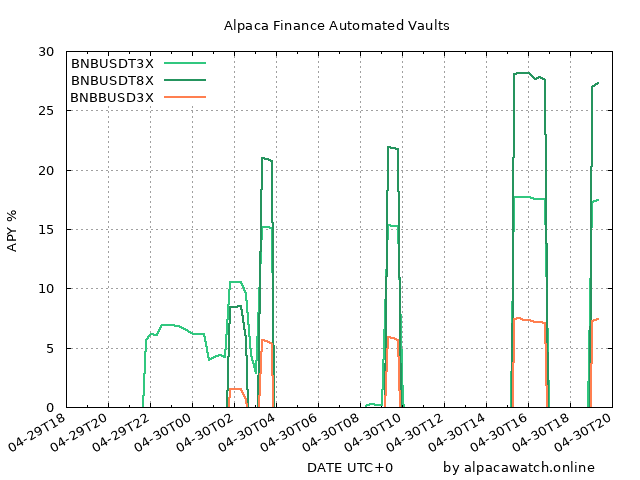 Alpaca Finance Automated Vaults
BNBUSDT3X
BNBUSDT8X
BNBBUSD3X
30
25
20
15
10
5
0
APY %
04-29T18
04-29T20
04-29T22
04-30T00
04-30T02
04-30T04
04-30T06
04-30T08
04-30T10
04-30T12
04-30T14
04-30T16
04-30T18
04-30T20
DATE UTC+0
by alpacawatch.online